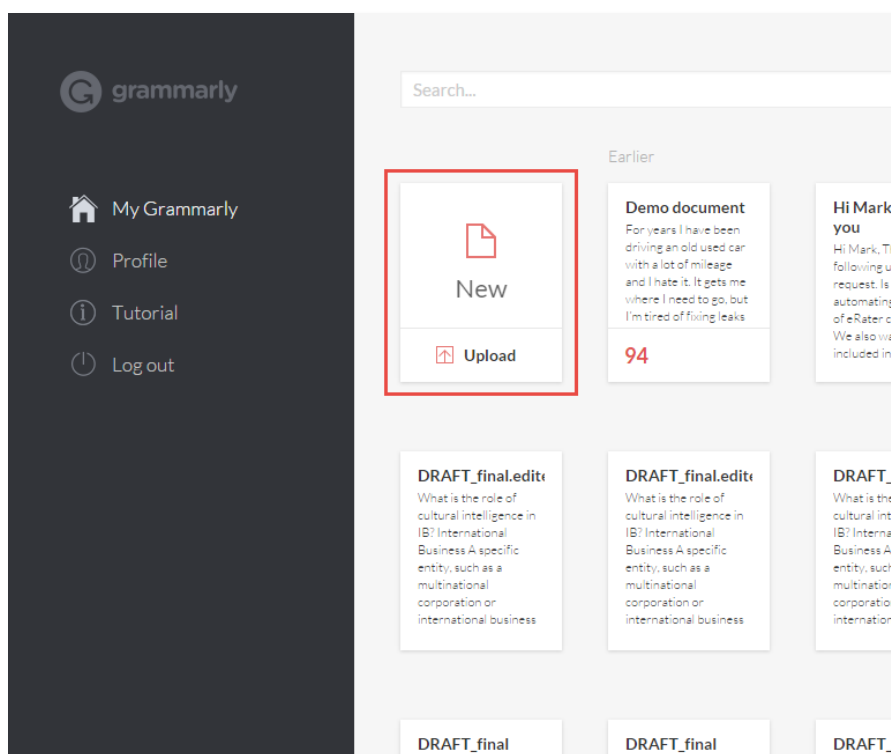 grammarly
My Grammarly
Profile
Tutorial
Log out
Search...
Earlier
New
Upload
Demo document
For years I have been
driving an old used car
with a lot of mileage
and I hate it. It gets me
where I need to go, but
I'm tired of fixing leaks
94
Hi Mark
you
Hi Mark, T
following u
request. Is
automating
of eRater c
We also wa
included in
DRAFT_final.edite
What is the role of
cultural intelligence in
IB? International
Business A specific
entity, such as a
multinational
corporation or
international business
DRAFT_final.edite
What is the role of
cultural intelligence in
IB? International
Business A specific
entity, such as a
multinational
corporation or
international business
DRAFT_
What is the
cultural int
IB? Interna
Business A
entity, such
multination
corporatio
internation
DRAFT_final
DRAFT_final
DRAFT_